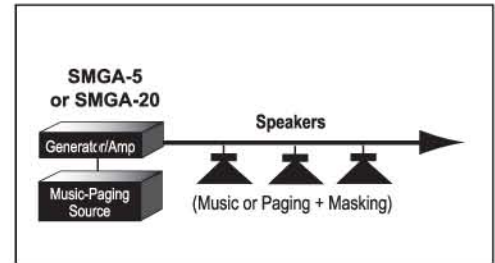 SMGA-5
or SMGA-20
Generator/Amp
Music-Paging
Source
Speakers
(Music or Paging + Masking)